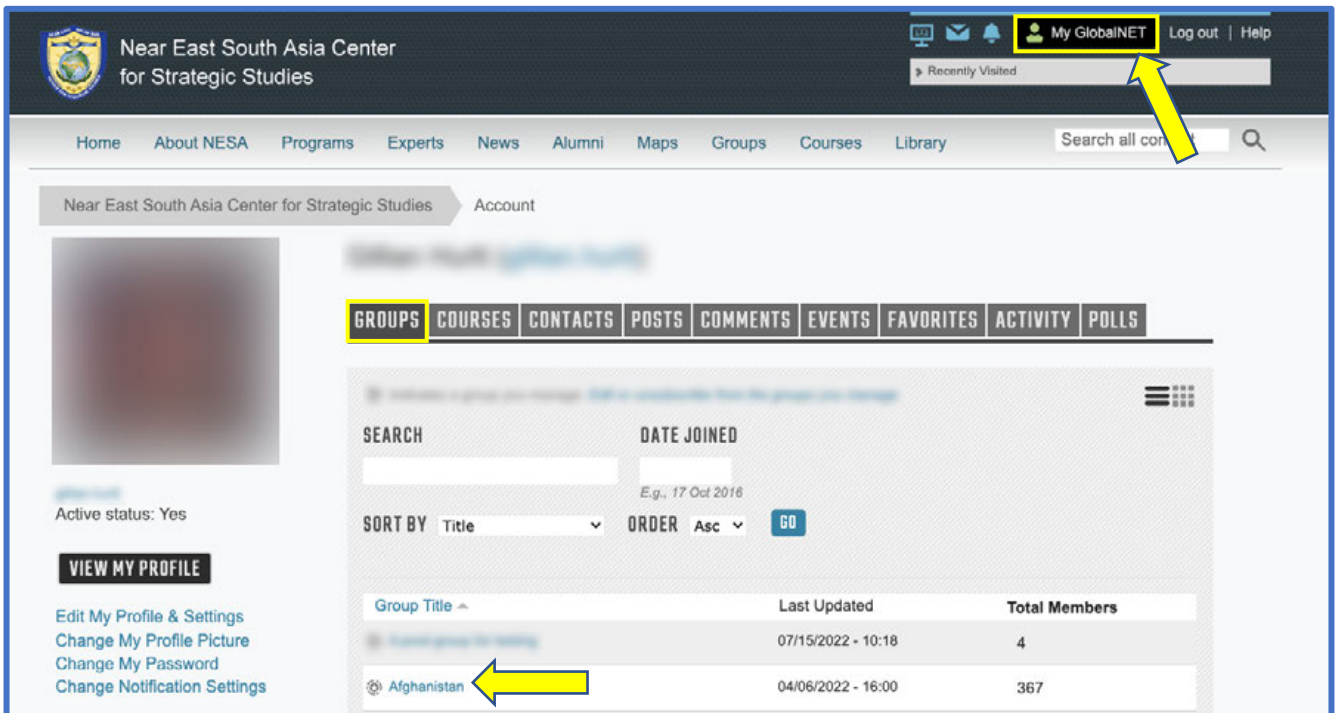 Near East South Asia Center
for Strategic Studies
My GlobalNET Log out | Help
Recently Visited
Home About NESA Programs Experts News Alumni Maps Groups Courses Library
Search all
Near East South Asia Center for Strategic Studies Account
GROUPS COURSES CONTACTS POSTS COMMENTS EVENTS FAVORITES ACTIVITY POLLS
SEARCH DATE JOINED
E.g., 17 Oct 2016
Active status: Yes
SORT BY Title ORDER Asc GO
VIEW MY PROFILE
Edit My Profile & Settings
Change My Profile Picture
Change My Password
Change Notification Settings
Group Title Last Updated Total Members
07/15/2022 - 10:18 4
Afghanistan 04/06/2022 - 16:00 367